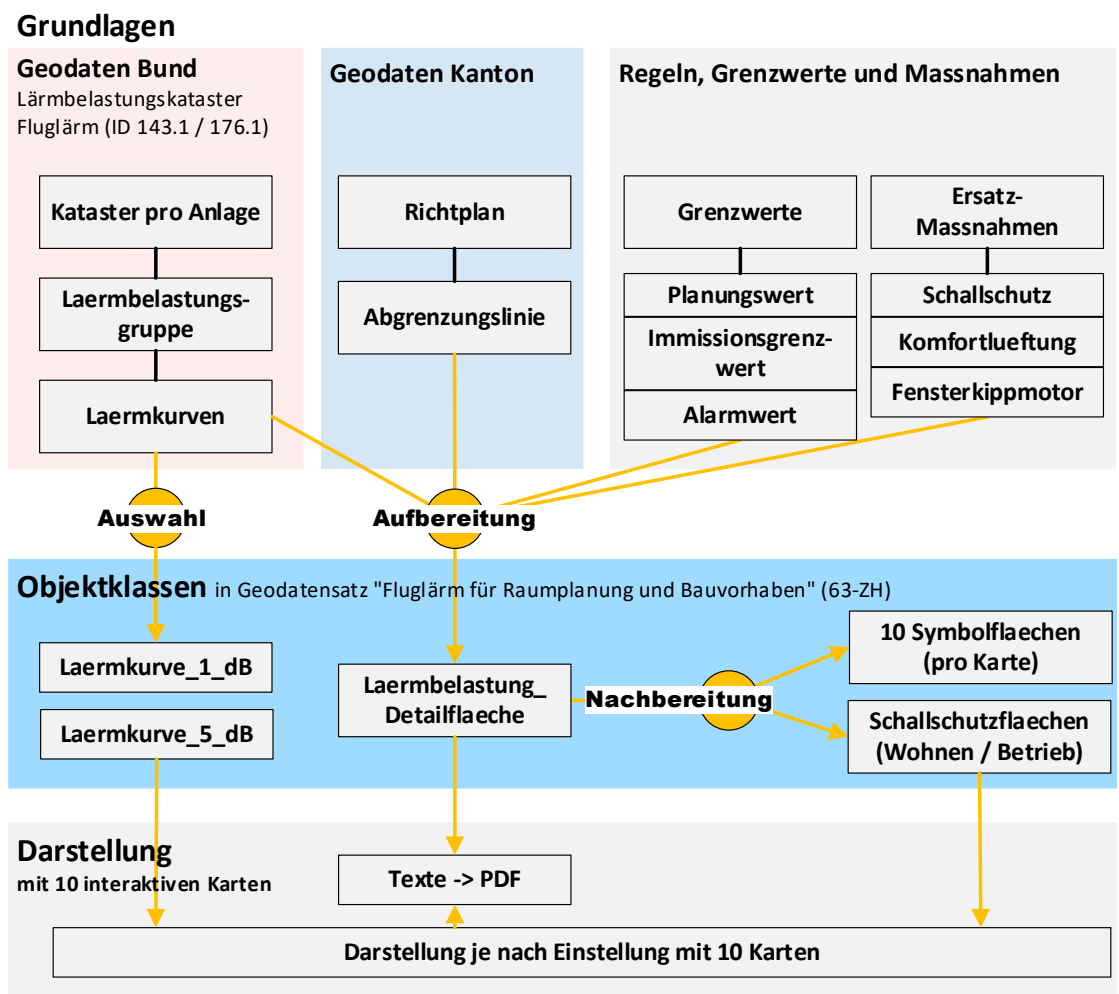 Grundlagen
Geodaten Bund
Lärmbelastungskataster
Fluglärm (ID 143.1 / 176.1)
Kataster pro Anlage
Laermbelastungs-
gruppe
Laermkurven
Geodaten Kanton
Richtplan
Abgrenzungslinie
Regeln, Grenzwerte und Massnahmen
Grenzwerte
Planungswert
Immissionsgrenz-
wert
Alarmwert
Ersatz-
Massnahmen
Schallschutz
Komfortlueftung
Fensterkippmotor
Auswahl
Aufbereitung
Objektklassen in Geodatensatz "Fluglärm für Raumplanung und Bauvorhaben" (63-ZH)
Laermkurve_1_dB
Laermkurve_5_dB
Laermbelastung_
Detailflaeche
Nachbereitung
10 Symbolflaechen
(pro Karte)
Schallschutzflaechen
(Wohnen / Betrieb)
Darstellung
mit 10 interaktiven Karten
Texte -> PDF
Darstellung je nach Einstellung mit 10 Karten